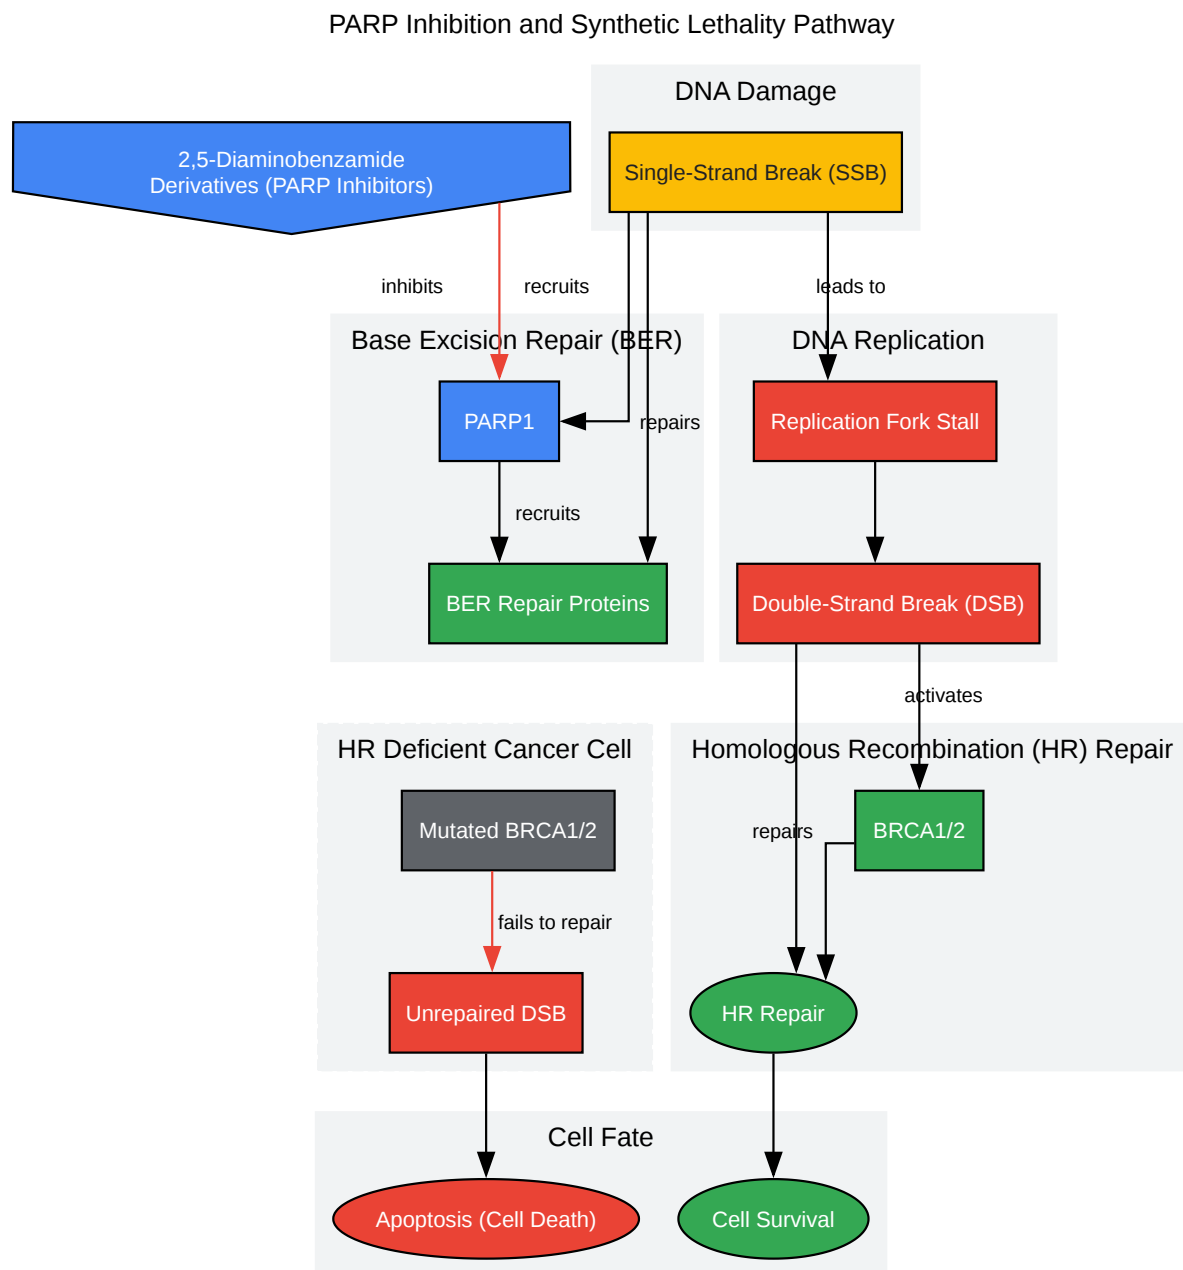 PARP Inhibition and Synthetic Lethality Pathway
DNA Damage
2,5-Diaminobenzamide
Derivatives (PARP Inhibitors)
Single-Strand Break (SSB)
inhibits
recruits
leads to
Base Excision Repair (BER)
DNA Replication
PARP1
repairs
Replication Fork Stall
recruits
BER Repair Proteins
Double-Strand Break (DSB)
activates
HR Deficient Cancer Cell
Homologous Recombination (HR) Repair
Mutated BRCA1/2
repairs
BRCA1/2
fails to repair
Unrepaired DSB
HR Repair
Cell Fate
Apoptosis (Cell Death)
Cell Survival